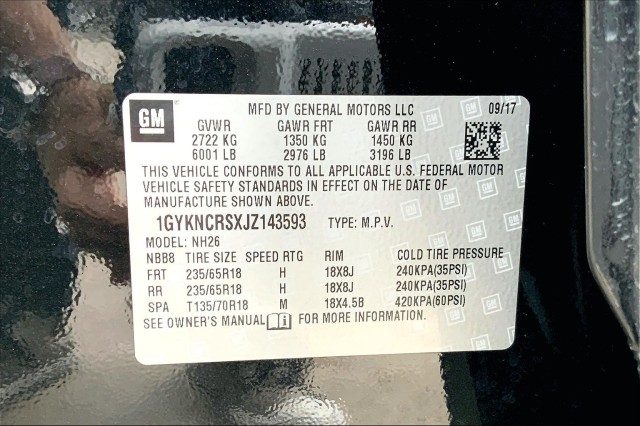 GM MFD BY GENERAL MOTORS LLC 09/17
GVWR GAWR FRT GAWR RR
2722 KG 1350 KG 1450 KG
6001 LB 2976 LB 3196 LB
THIS VEHICLE CONFORMS TO ALL APPLICABLE U.S. FEDERAL MOTOR
VEHICLE SAFETY STANDARDS IN EFFECT ON THE DATE OF
MANUFACTURE SHOWN ABOVE.
1GYKNCRSXJZ143593 TYPE: M.P.V.
MODEL: NH26
NBB8 TIRE SIZE SPEED RTG RIM COLD TIRE PRESSURE
FRT 235/65R18 H 18X8J 240KPA(35PSI)
RR 235/65R18 H 18X8J 240KPA(35PSI)
SPA T135/70R18 M 18X4.5B 420KPA(60PSI)
SEE OWNER'S MANUAL i FOR MORE INFORMATION.